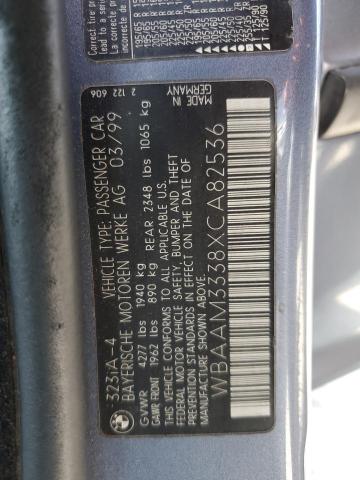 323iA-4 VEHICLE TYPE: PASSENGER CAR
BAYERISCHE MOTOREN WERKE AG 03/99
GVWR 4277 lbs 1940 kg
GAWR FRONT 1962 lbs 890 kg REAR 2348 lbs 1065 kg
THIS VEHICLE CONFORMS TO ALL APPLICABLE U.S.
FEDERAL MOTOR VEHICLE SAFETY, BUMPER AND THEFT
PREVENTION STANDARDS IN EFFECT ON THE DATE OF
MANUFACTURE SHOWN ABOVE.
WBAAM3338XCA82536
MADE IN
GERMANY
2 122 606
Correct tire